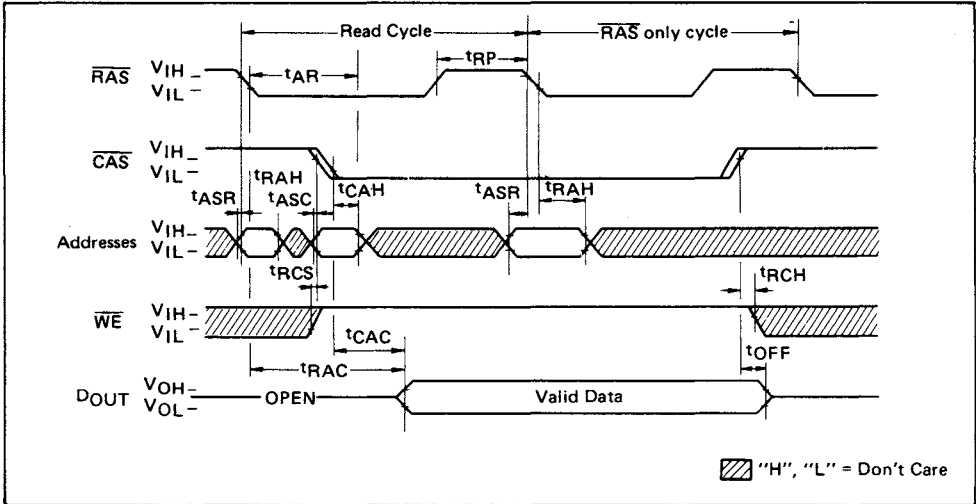 Read Cycle
RAS only cycle
RAS
VIH
VIL
tAR
tRP
CAS
VIH
VIL
tRAH
tASR
tASC
tCAH
tASR
tRAH
Addresses
VIH
VIL
tRCS
tRCH
WE
VIH
VIL
tCAC
tRAC
tOFF
DOUT
VOH
VOL
OPEN
Valid Data
"H", "L" = Don't Care